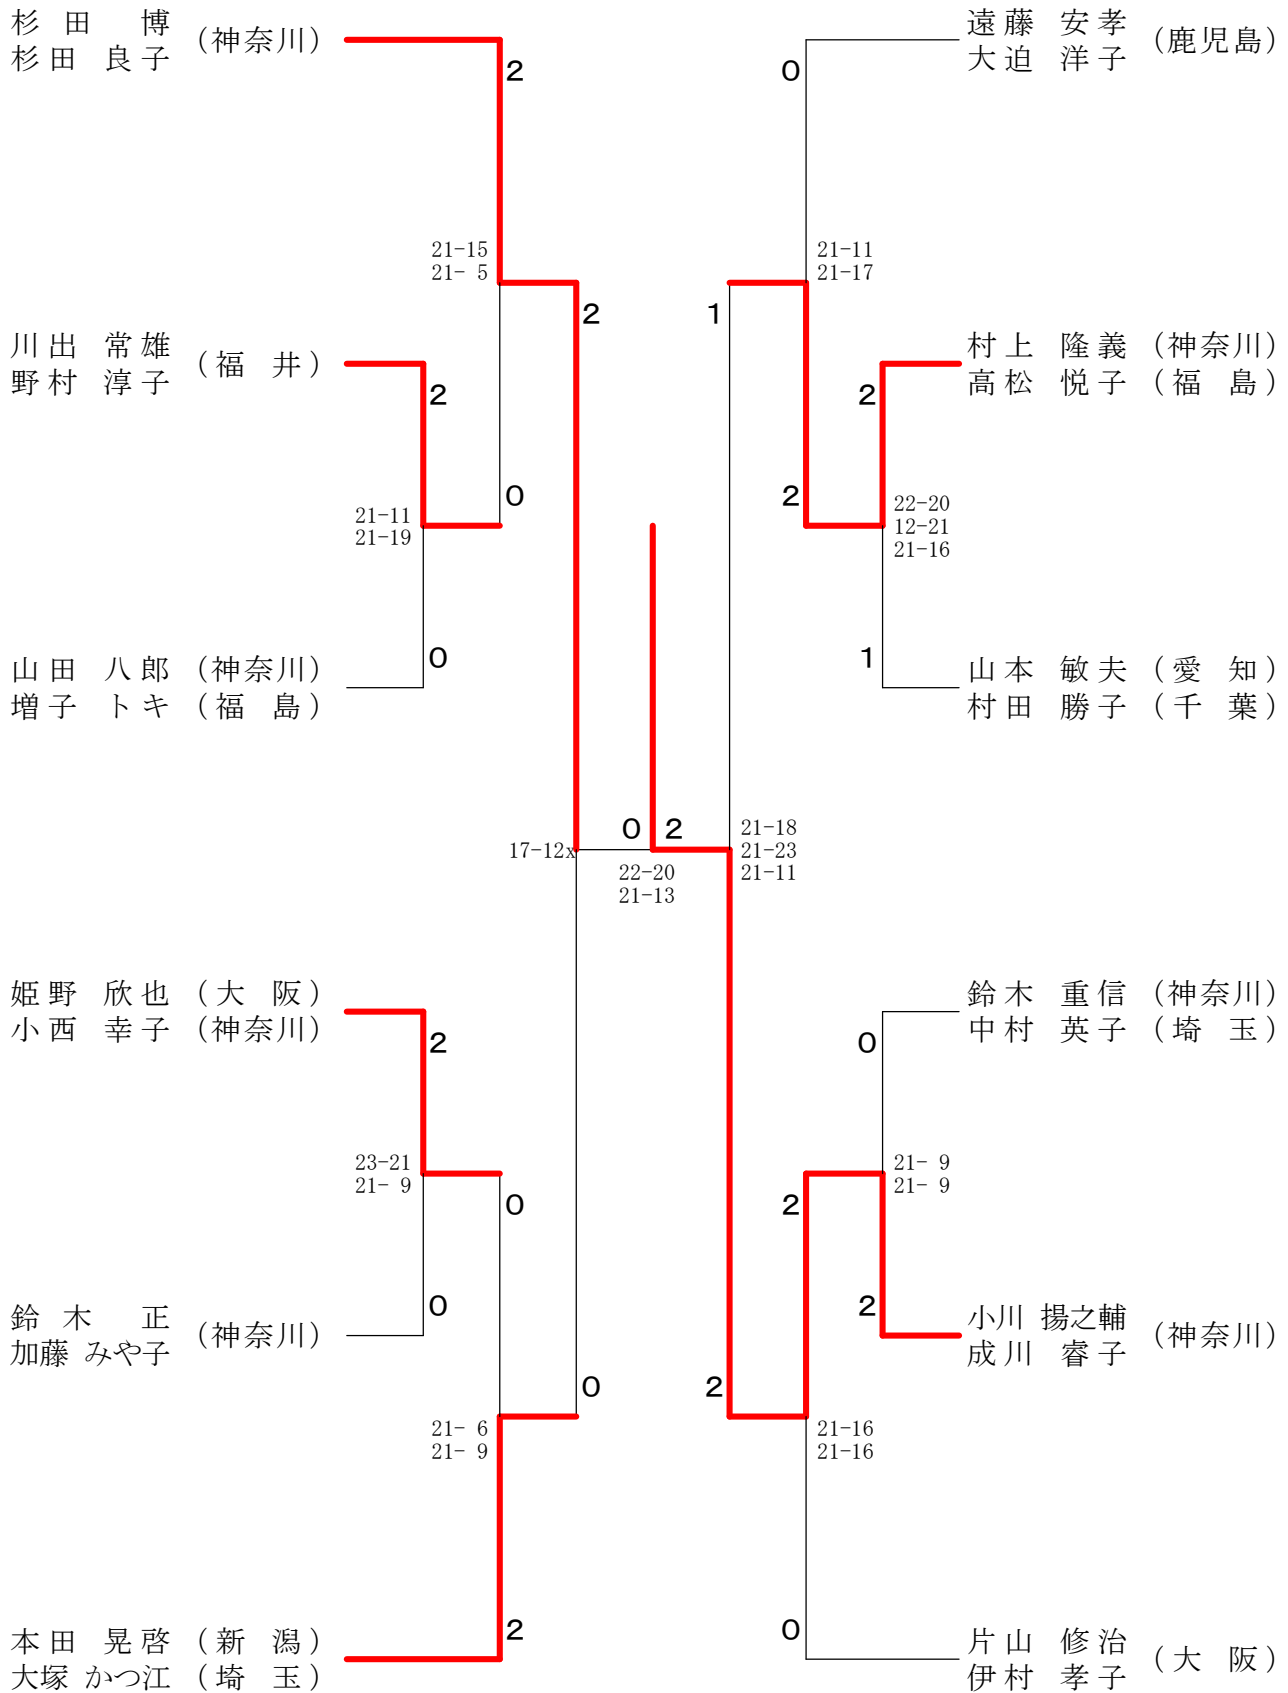 杉田 博
杉田 良子
(神奈川)
2
21-15
21- 5
川出 常雄
野村 淳子
(福 井)
2
21-11
21-19
0
山田 八郎 (神奈川)
増子 トキ (福 島)
0
2
17-12x
姫野 欣也 (大 阪)
小西 幸子 (神奈川)
2
23-21
21- 9
0
鈴木 正
加藤 みや子
(神奈川)
0
21- 6
21- 9
0
本田 晃啓 (新 潟)
大塚 かつ江 (埼 玉)
2
0 2
22-20
21-13
遠藤 安孝
大迫 洋子
(鹿児島)
0
21-11
21-17
1
村上 隆義 (神奈川)
高松 悦子 (福 島)
2
2
22-20
12-21
21-16
山本 敏夫 (愛 知)
村田 勝子 (千 葉)
1
21-18
21-23
21-11
鈴木 重信 (神奈川)
中村 英子 (埼 玉)
0
21- 9
21- 9
2
小川 揚之輔
成川 睿子
(神奈川)
2
2
21-16
21-16
片山 修治
伊村 孝子
(大 阪)
0